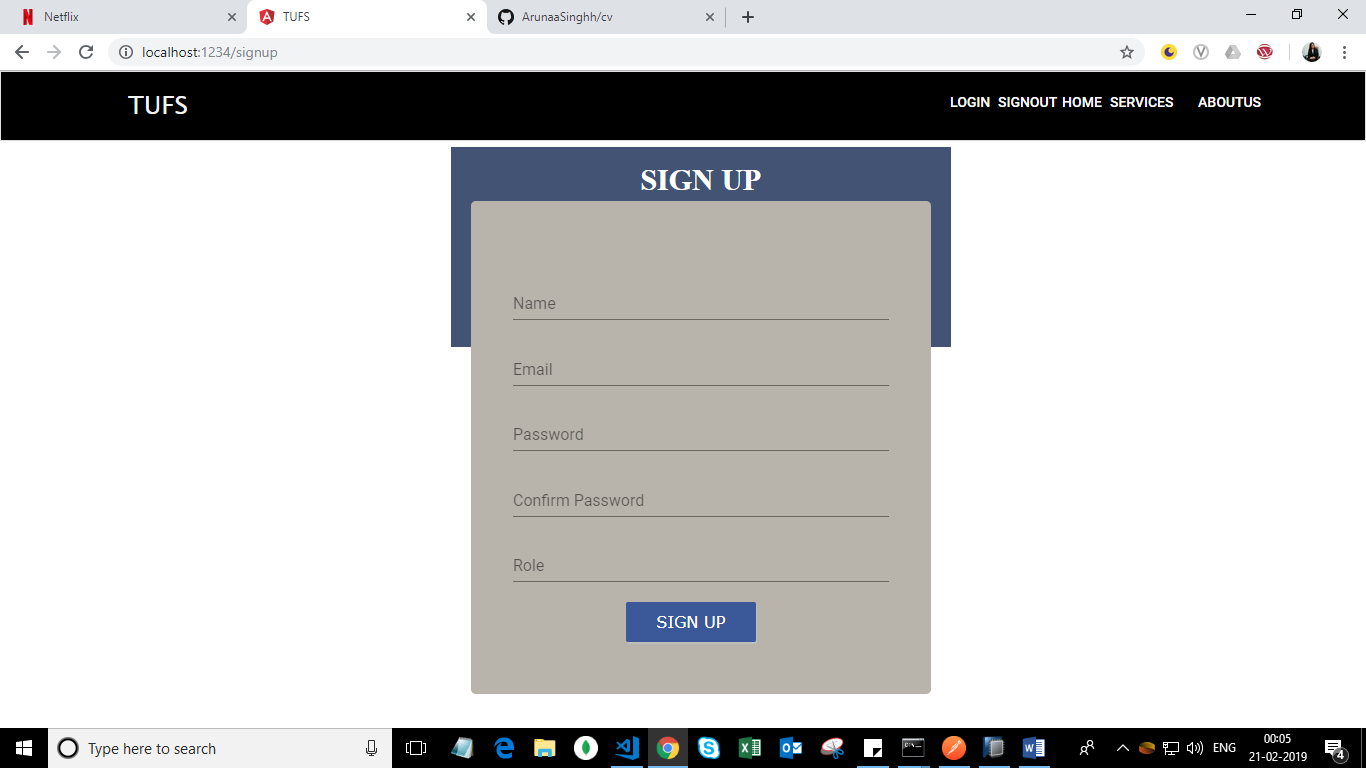 Netflix
TUFS
ArunaaSinghh/cv
localhost:1234/signup
TUFS
LOGIN SIGNOUT HOME SERVICES ABOUTUS
SIGN UP
Name
Email
Password
Confirm Password
Role
SIGN UP
Type here to search
ENG
00:05
21-02-2019
4